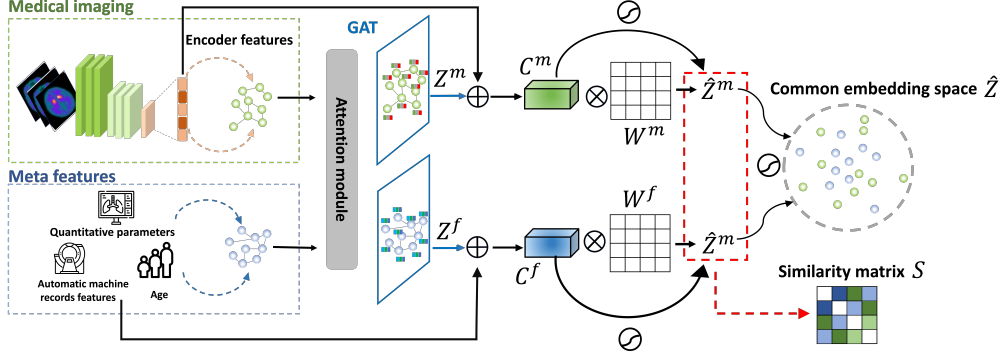 Medical imaging
Encoder features
GAT
Attention module
Z^m
C^m
W^m
Ẑ^m
Common embedding space Ẑ
Meta features
Quantitative parameters
Automatic machine
records features
Age
Z^f
C^f
W^f
Ẑ^m
Similarity matrix S